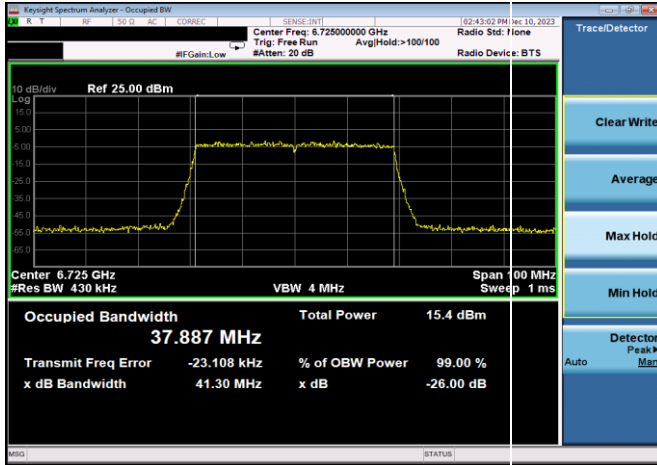 Keysight Spectrum Analyzer - Occupied BW
R T RF 50 Ω AC CORREC SENSE:INT 02:43:02 PM Dec 10, 2023
Center Freq: 6.725000000 GHz Radio Std: None
Trig: Free Run Avg|Hold:>100/100
#IFGain:Low #Atten: 20 dB Radio Device: BTS
Trace/Detector
10 dB/div Ref 25.00 dBm
Log
15.0
5.00
-5.00
-15.0
-25.0
-35.0
-45.0
-55.0
-65.0
Center 6.725 GHz Span 100 MHz
#Res BW 430 kHz VBW 4 MHz Sweep 1 ms
Occupied Bandwidth Total Power 15.4 dBm
37.887 MHz
Transmit Freq Error -23.108 kHz % of OBW Power 99.00 %
x dB Bandwidth 41.30 MHz x dB -26.00 dB
Clear Write
Average
Max Hold
Min Hold
Detector
Peak
Auto Man
MSG STATUS